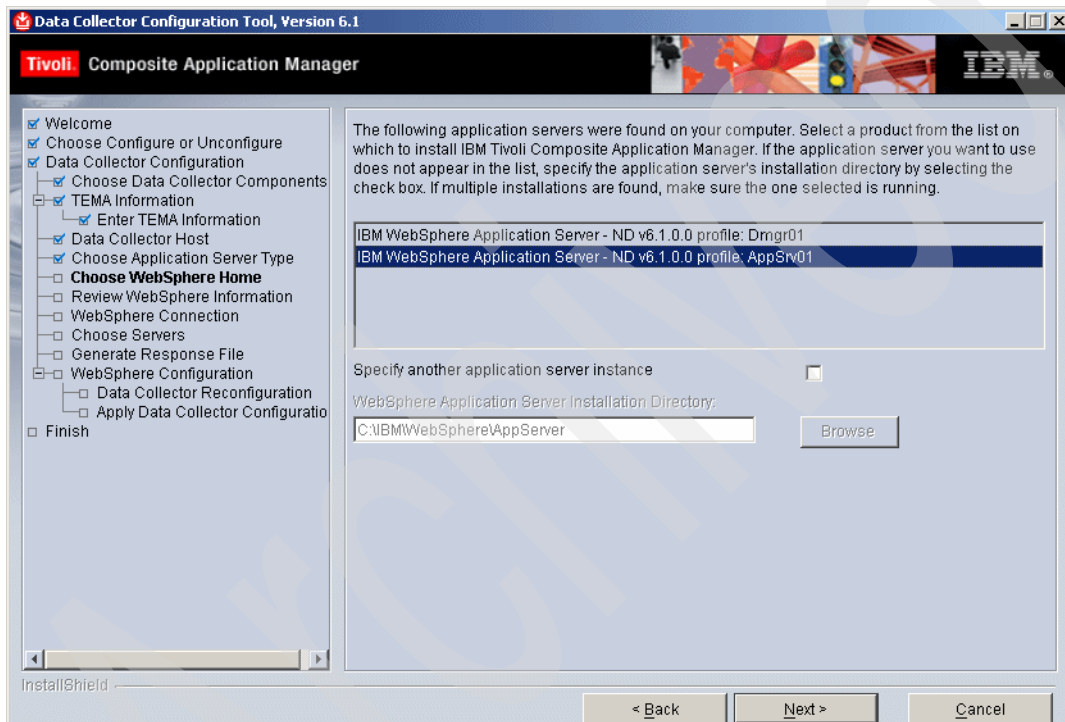 Data Collector Configuration Tool, Version 6.1
Tivoli. Composite Application Manager
IBM®
Welcome
Choose Configure or Unconfigure
Data Collector Configuration
Choose Data Collector Components
TEMA Information
Enter TEMA Information
Data Collector Host
Choose Application Server Type
Choose WebSphere Home
Review WebSphere Information
WebSphere Connection
Choose Servers
Generate Response File
WebSphere Configuration
Data Collector Reconfiguration
Apply Data Collector Configuratio
Finish
The following application servers were found on your computer. Select a product from the list on
which to install IBM Tivoli Composite Application Manager. If the application server you want to use
does not appear in the list, specify the application server's installation directory by selecting the
check box. If multiple installations are found, make sure the one selected is running.
IBM WebSphere Application Server - ND v6.1.0.0 profile: Dmgr01
IBM WebSphere Application Server - ND v6.1.0.0 profile: AppSrv01
Specify another application server instance
WebSphere Application Server Installation Directory:
C:\IBM\WebSphere\AppServer
Browse
InstallShield
< Back
Next >
Cancel